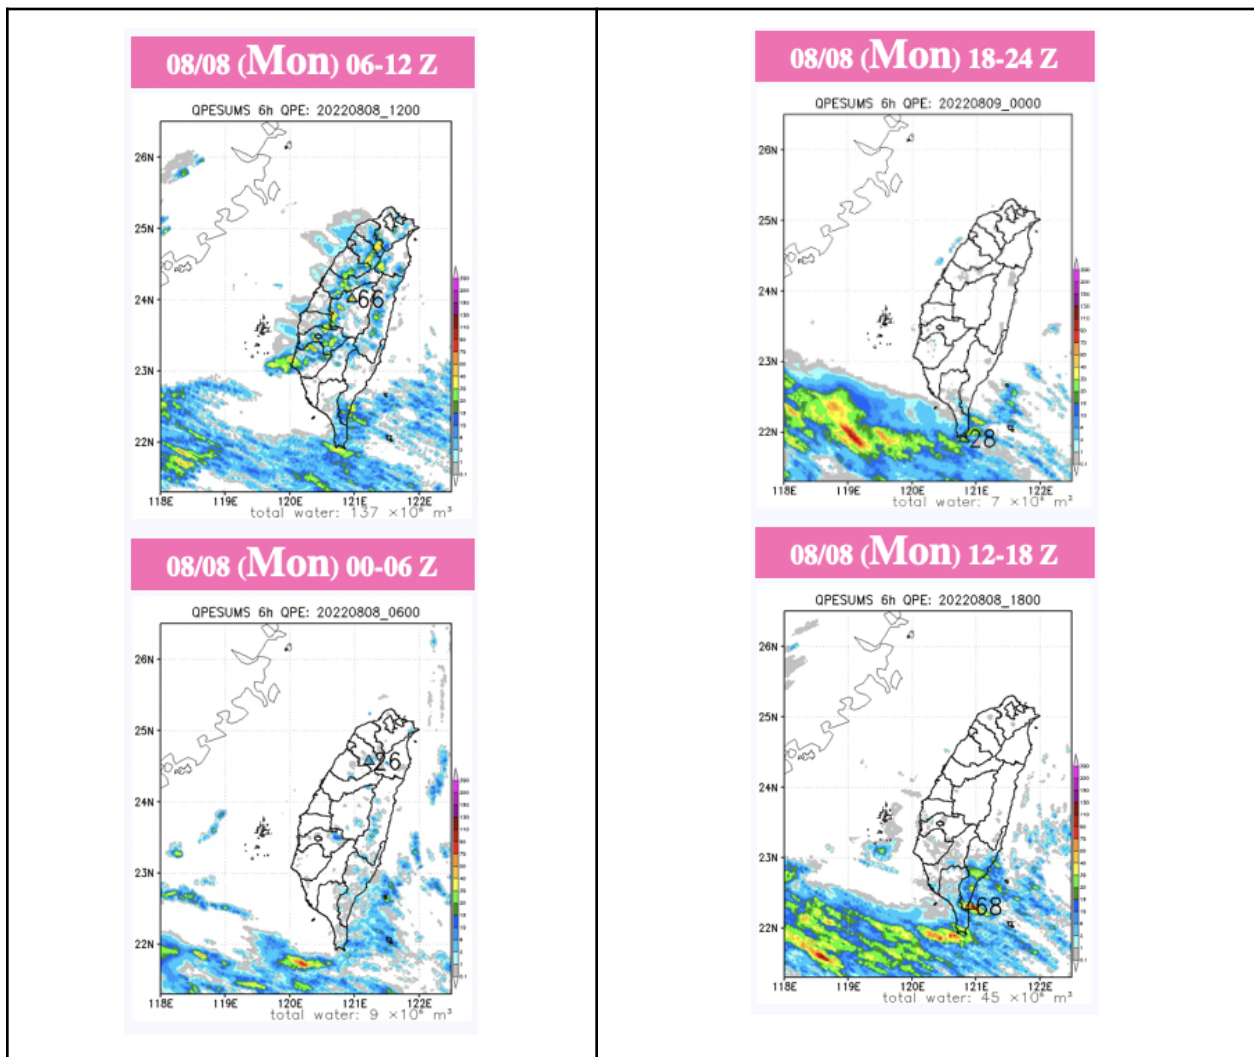 08/08 (Mon) 06-12 Z
QPESUMS 6h QPE: 20220808_1200
26N
25N
24N
23N
22N
66
118E 119E 120E 121E 122E
total water: 137 ×10⁶ m³
08/08 (Mon) 00-06 Z
QPESUMS 6h QPE: 20220808_0600
26N
25N
24N
23N
22N
26
118E 119E 120E 121E 122E
total water: 9 ×10⁶ m³
08/08 (Mon) 18-24 Z
QPESUMS 6h QPE: 20220809_0000
26N
25N
24N
23N
22N
28
118E 119E 120E 121E 122E
total water: 7 ×10⁶ m³
08/08 (Mon) 12-18 Z
QPESUMS 6h QPE: 20220808_1800
26N
25N
24N
23N
22N
68
118E 119E 120E 121E 122E
total water: 45 ×10⁶ m³